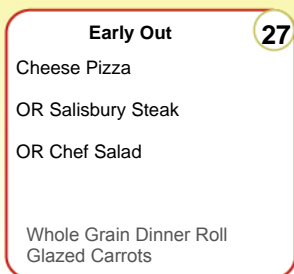 Early Out
27
Cheese Pizza
OR Salisbury Steak
OR Chef Salad
Whole Grain Dinner Roll
Glazed Carrots